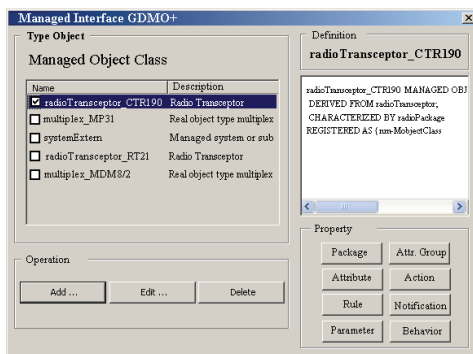 Managed Interface GDMO+
Type Object
Managed Object Class
Name Description
radioTransceptor_CTR190 Radio Transceptor
multiplex_MP31 Real object type multiplex
systemExtern Managed system or sub
radioTransceptor_RT21 Radio Transceptor
multiplex_MDM8/2 Real object type multiplex
Operation
Add ... Edit ... Delete
Definition
radioTransceptor_CTR190
radioTransceptor_CTR190 MANAGED OBJ
DERIVED FROM radioTransceptor;
CHARACTERIZED BY radioPackage
REGISTERED AS {nm-MobjectClass
Property
Package Attr. Group
Attribute Action
Rule Notification
Parameter Behavior